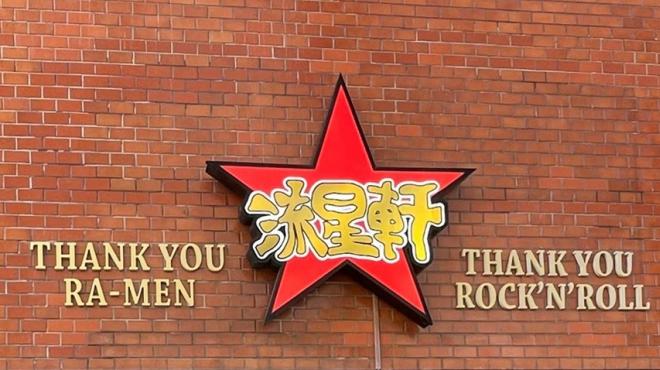 流星軒
THANK YOU
RA-MEN
THANK YOU
ROCK'N'ROLL